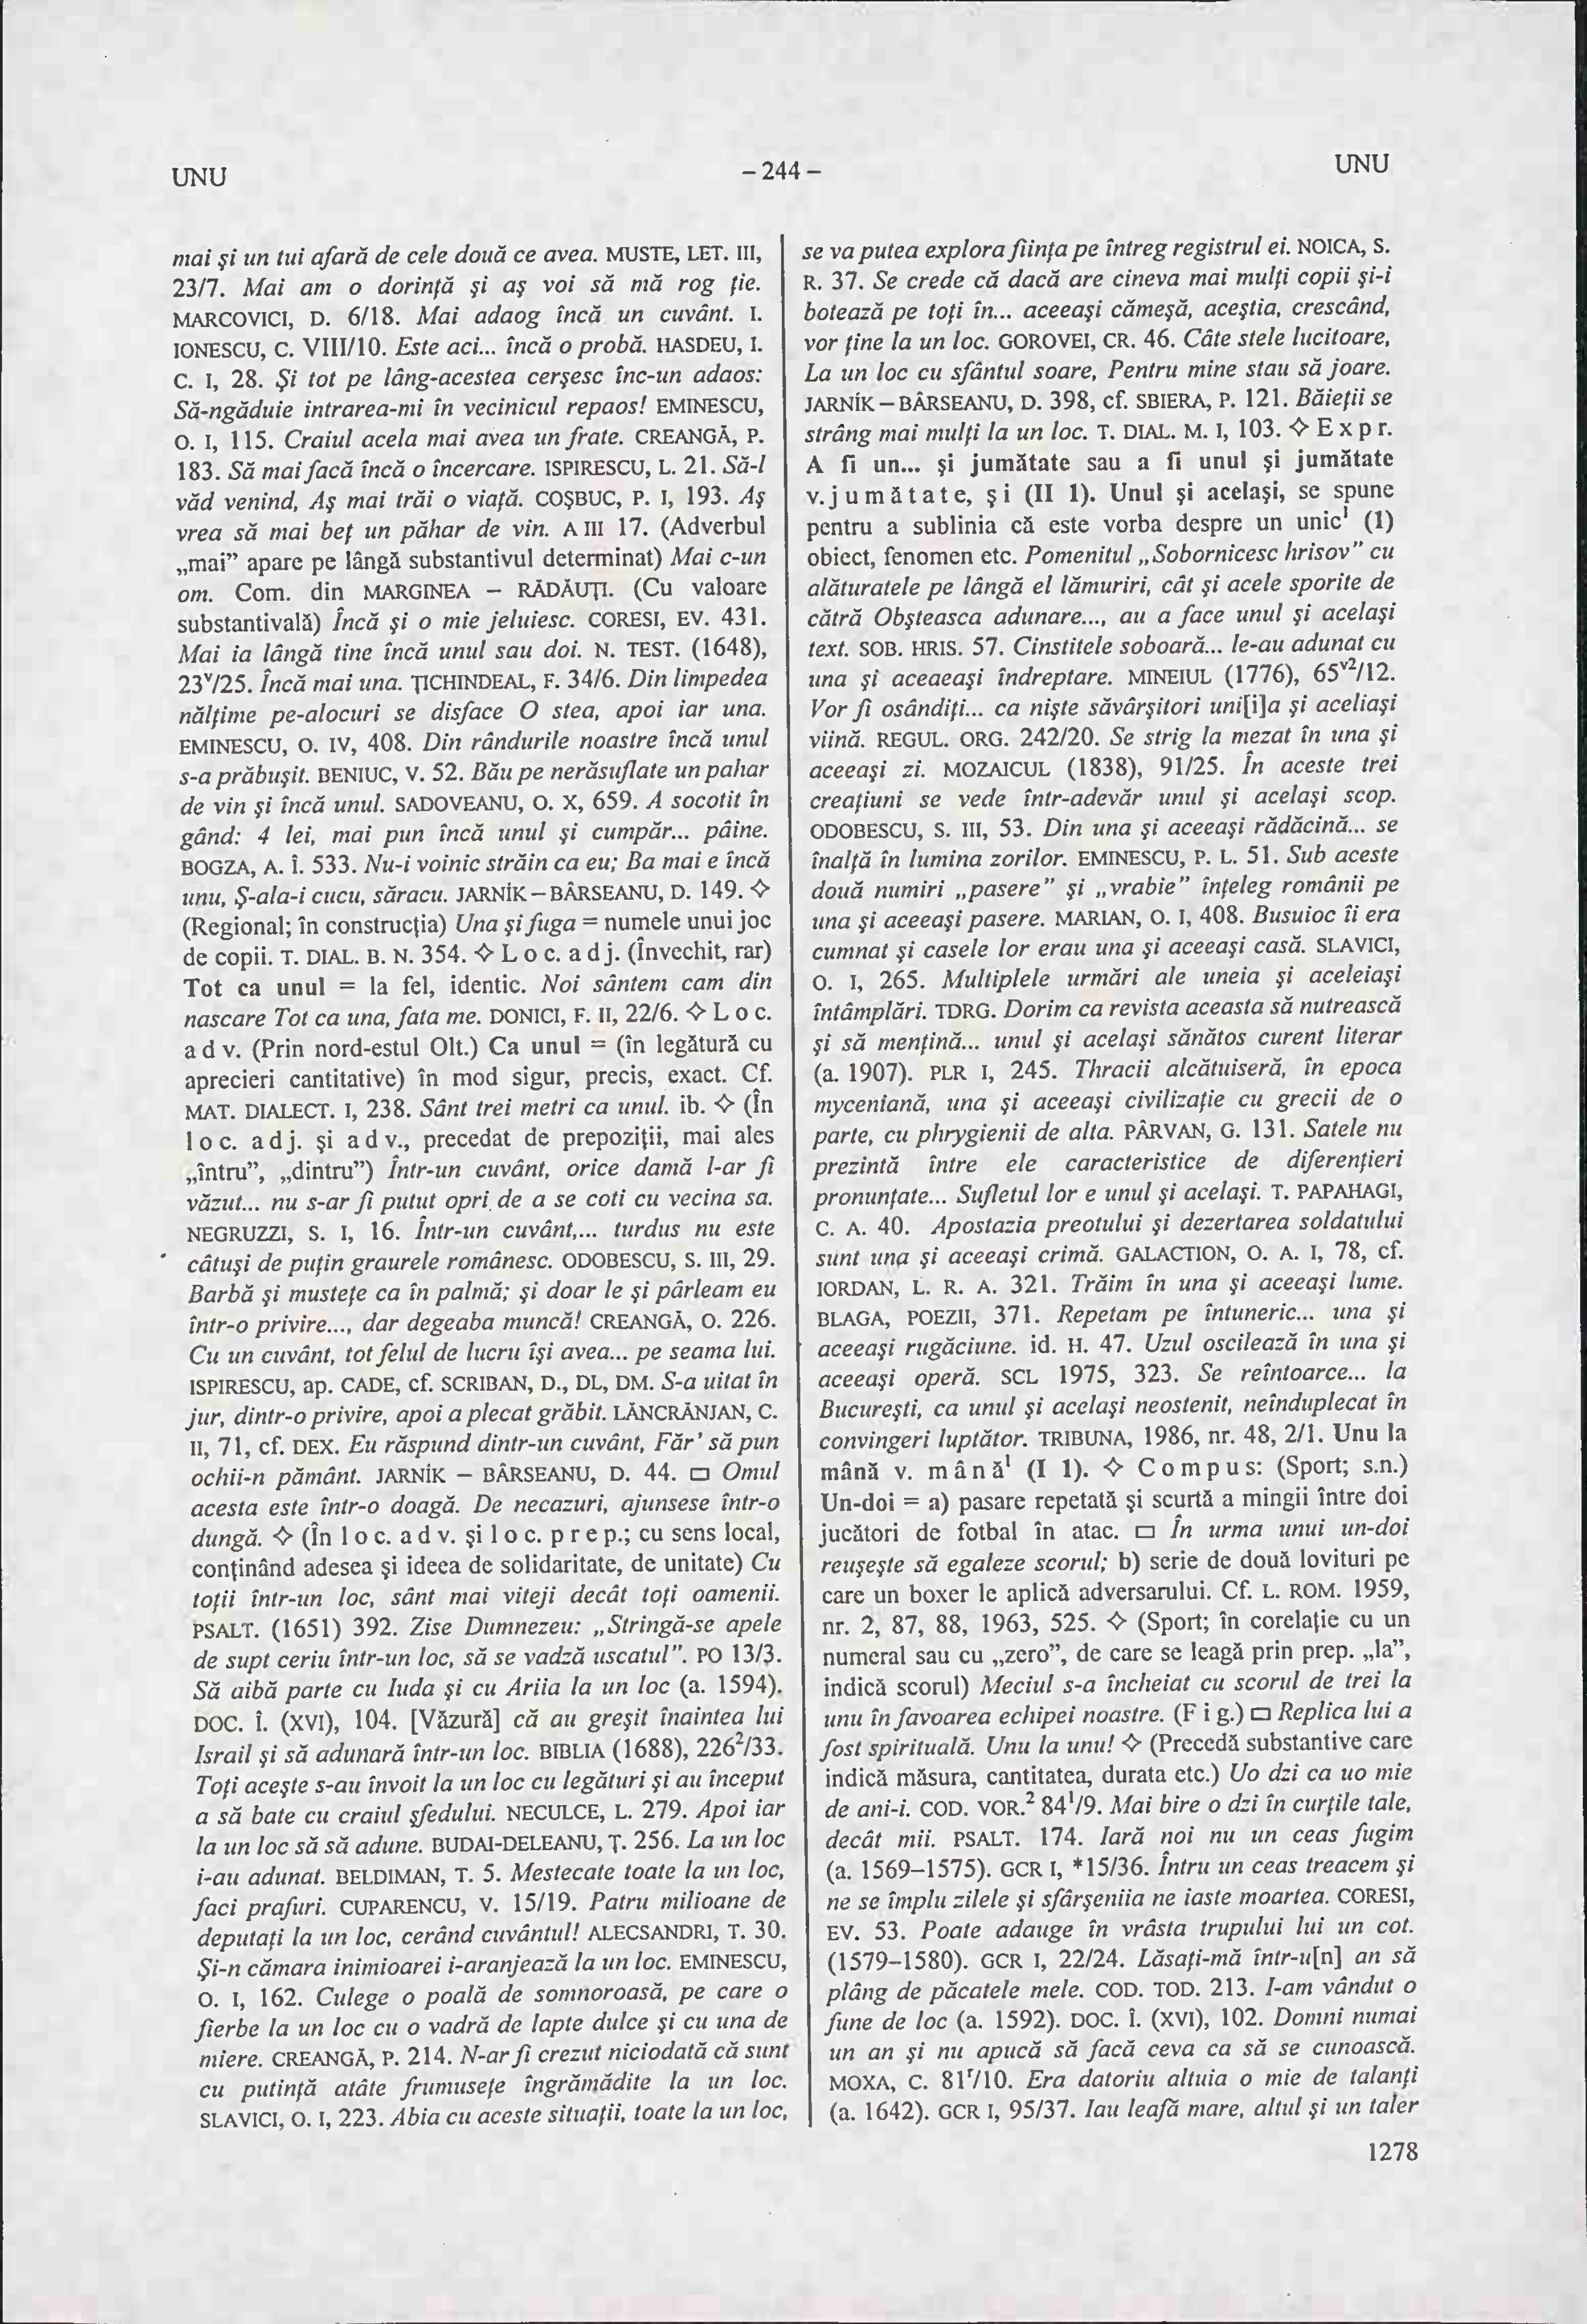 UNU
– 244 –
UNU
mai şi un tui afară de cele două ce avea. MUSTE, LET. III,
23/7. Mai am o dorinţă şi aş voi să mă rog ţie.
MARCOVICI, D. 6/18. Mai adaog încă un cuvânt. I.
IONESCU, C. VIII/10. Este aci... încă o probă. HASDEU, I.
C. I, 28. Şi tot pe lâng-acestea cerşesc înc-un adaos:
Să-ngăduie intrarea-mi în vecinicul repaos! EMINESCU,
O. I, 115. Craiul acela mai avea un frate. CREANGĂ, P.
183. Să mai facă încă o încercare. ISPIRESCU, L. 21. Să-l
văd venind, Aş mai trăi o viaţă. COŞBUC, P. I, 193. Aş
vrea să mai beţ un păhar de vin. A III 17. (Adverbul
„mai” apare pe lângă substantivul determinat) Mai c-un
om. Com. din MARGINEA – RĂDĂUŢI. (Cu valoare
substantivală) Încă şi o mie jeluiesc. CORESI, EV. 431.
Mai ia lângă tine încă unul sau doi. N. TEST. (1648),
23ᵛ/25. Încă mai una. ŢICHINDEAL, F. 34/6. Din limpedea
nălţime pe-alocuri se disface O stea, apoi iar una.
EMINESCU, O. IV, 408. Din rândurile noastre încă unul
s-a prăbuşit. BENIUC, V. 52. Bău pe nerăsuflate un pahar
de vin şi încă unul. SADOVEANU, O. X, 659. A socotit în
gând: 4 lei, mai pun încă unul şi cumpăr... pâine.
BOGZA, A. Î. 533. Nu-i voinic străin ca eu; Ba mai e încă
unu, Ş-ala-i cucu, săracu. JARNÍK – BÂRSEANU, D. 149. ◇
(Regional; în construcţia) Una şi fuga = numele unui joc
de copii. T. DIAL. B. N. 354. ◇ L o c. a d j. (Învechit, rar)
Tot ca unul = la fel, identic. Noi sântem cam din
nascare Tot ca una, fata me. DONICI, F. II, 22/6. ◇ L o c.
a d v. (Prin nord-estul Olt.) Ca unul = (în legătură cu
aprecieri cantitative) în mod sigur, precis, exact. Cf.
MAT. DIALECT. I, 238. Sânt trei metri ca unul. ib. ◇ (În
l o c. a d j. şi a d v., precedat de prepoziţii, mai ales
„întru”, „dintru”) Într-un cuvânt, orice damă l-ar fi
văzut... nu s-ar fi putut opri de a se coti cu vecina sa.
NEGRUZZI, S. I, 16. Într-un cuvânt,... turdus nu este
câtuşi de puţin graurele românesc. ODOBESCU, S. III, 29.
Barbă şi musteţe ca în palmă; şi doar le şi pârleam eu
într-o privire..., dar degeaba muncă! CREANGĂ, O. 226.
Cu un cuvânt, tot felul de lucru îşi avea... pe seama lui.
ISPIRESCU, ap. CADE, cf. SCRIBAN, D., DL, DM. S-a uitat în
jur, dintr-o privire, apoi a plecat grăbit. LĂNCRĂNJAN, C.
II, 71, cf. DEX. Eu răspund dintr-un cuvânt, Făr’ să pun
ochii-n pământ. JARNÍK – BÂRSEANU, D. 44. ▭ Omul
acesta este într-o doagă. De necazuri, ajunsese într-o
dungă. ◇ (În l o c. a d v. şi l o c. p r e p.; cu sens local,
conţinând adesea şi ideea de solidaritate, de unitate) Cu
toţii într-un loc, sânt mai viteji decât toţi oamenii.
PSALT. (1651) 392. Zise Dumnezeu: „Stringă-se apele
de supt ceriu într-un loc, să se vadză uscatul”. PO 13/3.
Să aibă parte cu Iuda şi cu Ariia la un loc (a. 1594).
DOC. Î. (XVI), 104. [Văzură] că au greşit înaintea lui
Israil şi să adunară într-un loc. BIBLIA (1688), 226²/33.
Toţi aceşte s-au învoit la un loc cu legături şi au început
a să bate cu craiul şfedului. NECULCE, L. 279. Apoi iar
la un loc să să adune. BUDAI-DELEANU, Ţ. 256. La un loc
i-au adunat. BELDIMAN, T. 5. Mestecate toate la un loc,
faci prafuri. CUPARENCU, V. 15/19. Patru milioane de
deputaţi la un loc, cerând cuvântul! ALECSANDRI, T. 30.
Şi-n cămara inimioarei i-aranjează la un loc. EMINESCU,
O. I, 162. Culege o poală de somnoroasă, pe care o
fierbe la un loc cu o vadră de lapte dulce şi cu una de
miere. CREANGĂ, P. 214. N-ar fi crezut niciodată că sunt
cu putinţă atâte frumuseţe îngrămădite la un loc.
SLAVICI, O. I, 223. Abia cu aceste situaţii, toate la un loc,
se va putea explora fiinţa pe întreg registrul ei. NOICA, S.
R. 37. Se crede că dacă are cineva mai mulţi copii şi-i
botează pe toţi în... aceeaşi cămeşă, aceştia, crescând,
vor ţine la un loc. GOROVEI, CR. 46. Câte stele lucitoare,
La un loc cu sfântul soare, Pentru mine stau să joare.
JARNÍK – BÂRSEANU, D. 398, cf. SBIERA, P. 121. Băieţii se
strâng mai mulţi la un loc. T. DIAL. M. I, 103. ◇ E x p r.
A fi un... şi jumătate sau a fi unul şi jumătate
v. j u m ă t a t e, ş i (II 1). Unul şi acelaşi, se spune
pentru a sublinia că este vorba despre un unic¹ (1)
obiect, fenomen etc. Pomenitul „Sobornicesc hrisov” cu
alăturatele pe lângă el lămuriri, cât şi acele sporite de
cătră Obşteasca adunare..., au a face unul şi acelaşi
text. SOB. HRIS. 57. Cinstitele soboară... le-au adunat cu
una şi aceaeaşi îndreptare. MINEIUL (1776), 65ᵛ²/12.
Vor fi osândiţi... ca nişte săvârşitori uni[i]a şi aceliaşi
viină. REGUL. ORG. 242/20. Se strig la mezat în una şi
aceeaşi zi. MOZAICUL (1838), 91/25. În aceste trei
creaţiuni se vede într-adevăr unul şi acelaşi scop.
ODOBESCU, S. III, 53. Din una şi aceeaşi rădăcină... se
înalţă în lumina zorilor. EMINESCU, P. L. 51. Sub aceste
două numiri „pasere” şi „vrabie” înţeleg românii pe
una şi aceeaşi pasere. MARIAN, O. I, 408. Busuioc îi era
cumnat şi casele lor erau una şi aceeaşi casă. SLAVICI,
O. I, 265. Multiplele urmări ale uneia şi aceleiaşi
întâmplări. TDRG. Dorim ca revista aceasta să nutrească
şi să menţină... unul şi acelaşi sănătos curent literar
(a. 1907). PLR I, 245. Thracii alcătuiseră, în epoca
myceniană, una şi aceeaşi civilizaţie cu grecii de o
parte, cu phrygienii de alta. PÂRVAN, G. 131. Satele nu
prezintă între ele caracteristice de diferenţieri
pronunţate... Sufletul lor e unul şi acelaşi. T. PAPAHAGI,
C. A. 40. Apostazia preotului şi dezertarea soldatului
sunt una şi aceeaşi crimă. GALACTION, O. A. I, 78, cf.
IORDAN, L. R. A. 321. Trăim în una şi aceeaşi lume.
BLAGA, POEZII, 371. Repetam pe întuneric... una şi
aceeaşi rugăciune. id. H. 47. Uzul oscilează în una şi
aceeaşi operă. SCL 1975, 323. Se reîntoarce... la
Bucureşti, ca unul şi acelaşi neostenit, neînduplecat în
convingeri luptător. TRIBUNA, 1986, nr. 48, 2/1. Unu la
mână v. m â n ă¹ (I 1). ◇ C o m p u s: (Sport; s.n.)
Un-doi = a) pasare repetată şi scurtă a mingii între doi
jucători de fotbal în atac. ▭ În urma unui un-doi
reuşeşte să egaleze scorul; b) serie de două lovituri pe
care un boxer le aplică adversarului. Cf. L. ROM. 1959,
nr. 2, 87, 88, 1963, 525. ◇ (Sport; în corelaţie cu un
numeral sau cu „zero”, de care se leagă prin prep. „la”,
indică scorul) Meciul s-a încheiat cu scorul de trei la
unu în favoarea echipei noastre. (F i g.) ▭ Replica lui a
fost spirituală. Unu la unu! ◇ (Precedă substantive care
indică măsura, cantitatea, durata etc.) Uo dzi ca uo mie
de ani-i. COD. VOR.² 84¹/9. Mai bire o dzi în curţile tale,
decât mii. PSALT. 174. Iară noi nu un ceas fugim
(a. 1569–1575). GCR I, *15/36. Întru un ceas treacem şi
ne se împlu zilele şi sfârşeniia ne iaste moartea. CORESI,
EV. 53. Poate adauge în vrâsta trupului lui un cot.
(1579–1580). GCR I, 22/24. Lăsaţi-mă într-u[n] an să
plâng de păcatele mele. COD. TOD. 213. I-am vândut o
fune de loc (a. 1592). DOC. Î. (XVI), 102. Domni numai
un an şi nu apucă să facă ceva ca să se cunoască.
MOXA, C. 81ʳ/10. Era datoriu altuia o mie de talanţi
(a. 1642). GCR I, 95/37. Iau leafă mare, altul şi un taler
1278